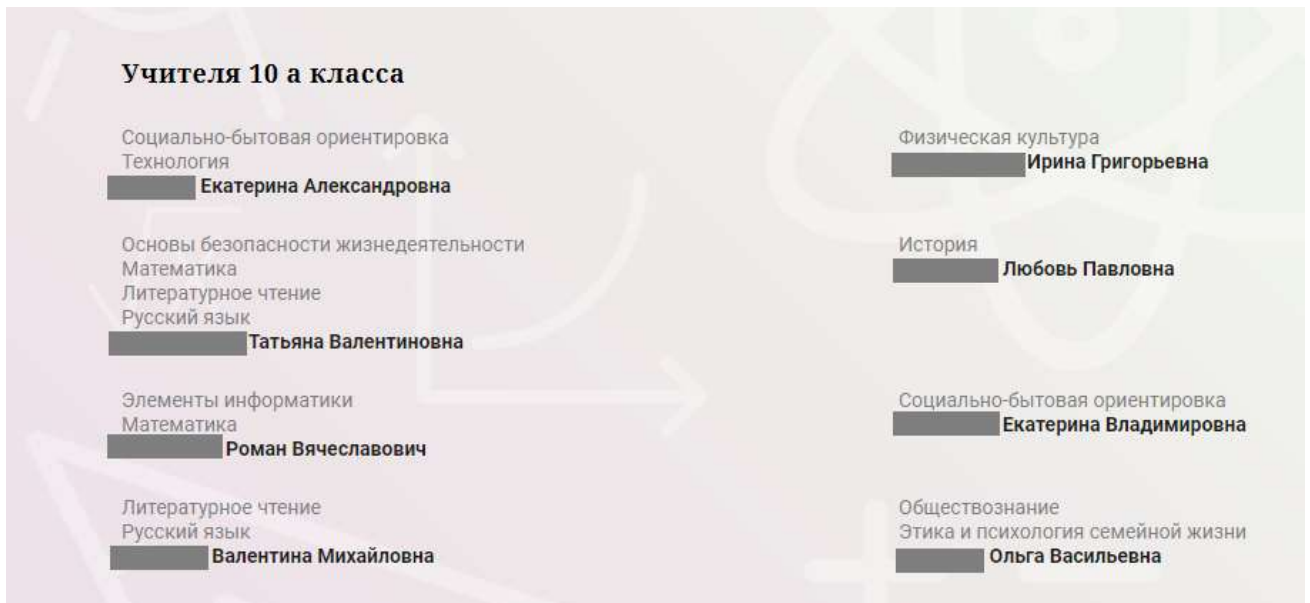 Учителя 10 а класса
Социально-бытовая ориентировка
Технология
Екатерина Александровна
Физическая культура
Ирина Григорьевна
Основы безопасности жизнедеятельности
Математика
Литературное чтение
Русский язык
Татьяна Валентиновна
История
Любовь Павловна
Элементы информатики
Математика
Роман Вячеславович
Социально-бытовая ориентировка
Екатерина Владимировна
Литературное чтение
Русский язык
Валентина Михайловна
Обществознание
Этика и психология семейной жизни
Ольга Васильевна